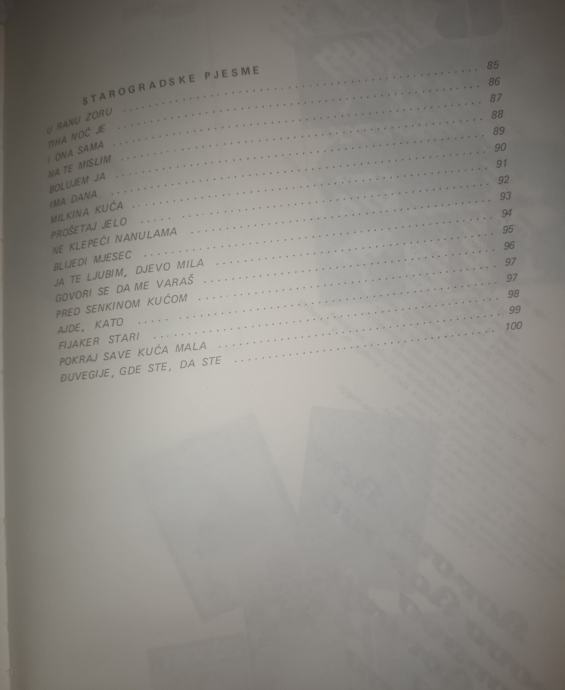 STAROGRADSKE PJESME
U RANU ZORU .......... 85
TIHA NOĆ JE .......... 86
I ONA SAMA .......... 87
NA TE MISLIM .......... 88
BOLUJEM JA .......... 89
IMA DANA .......... 90
MILKINA KUĆA .......... 91
PROŠETAJ JELO .......... 92
NE KLEPEĆI NANULAMA .......... 93
BLIJEDI MJESEC .......... 94
JA TE LJUBIM, DJEVO MILA .......... 95
GOVORI SE DA ME VARAŠ .......... 96
PRED SENKINOM KUĆOM .......... 97
AJDE, KATO .......... 97
FIJAKER STARI .......... 98
POKRAJ SAVE KUĆA MALA .......... 99
ĐUVEGIJE, GDE STE, DA STE .......... 100